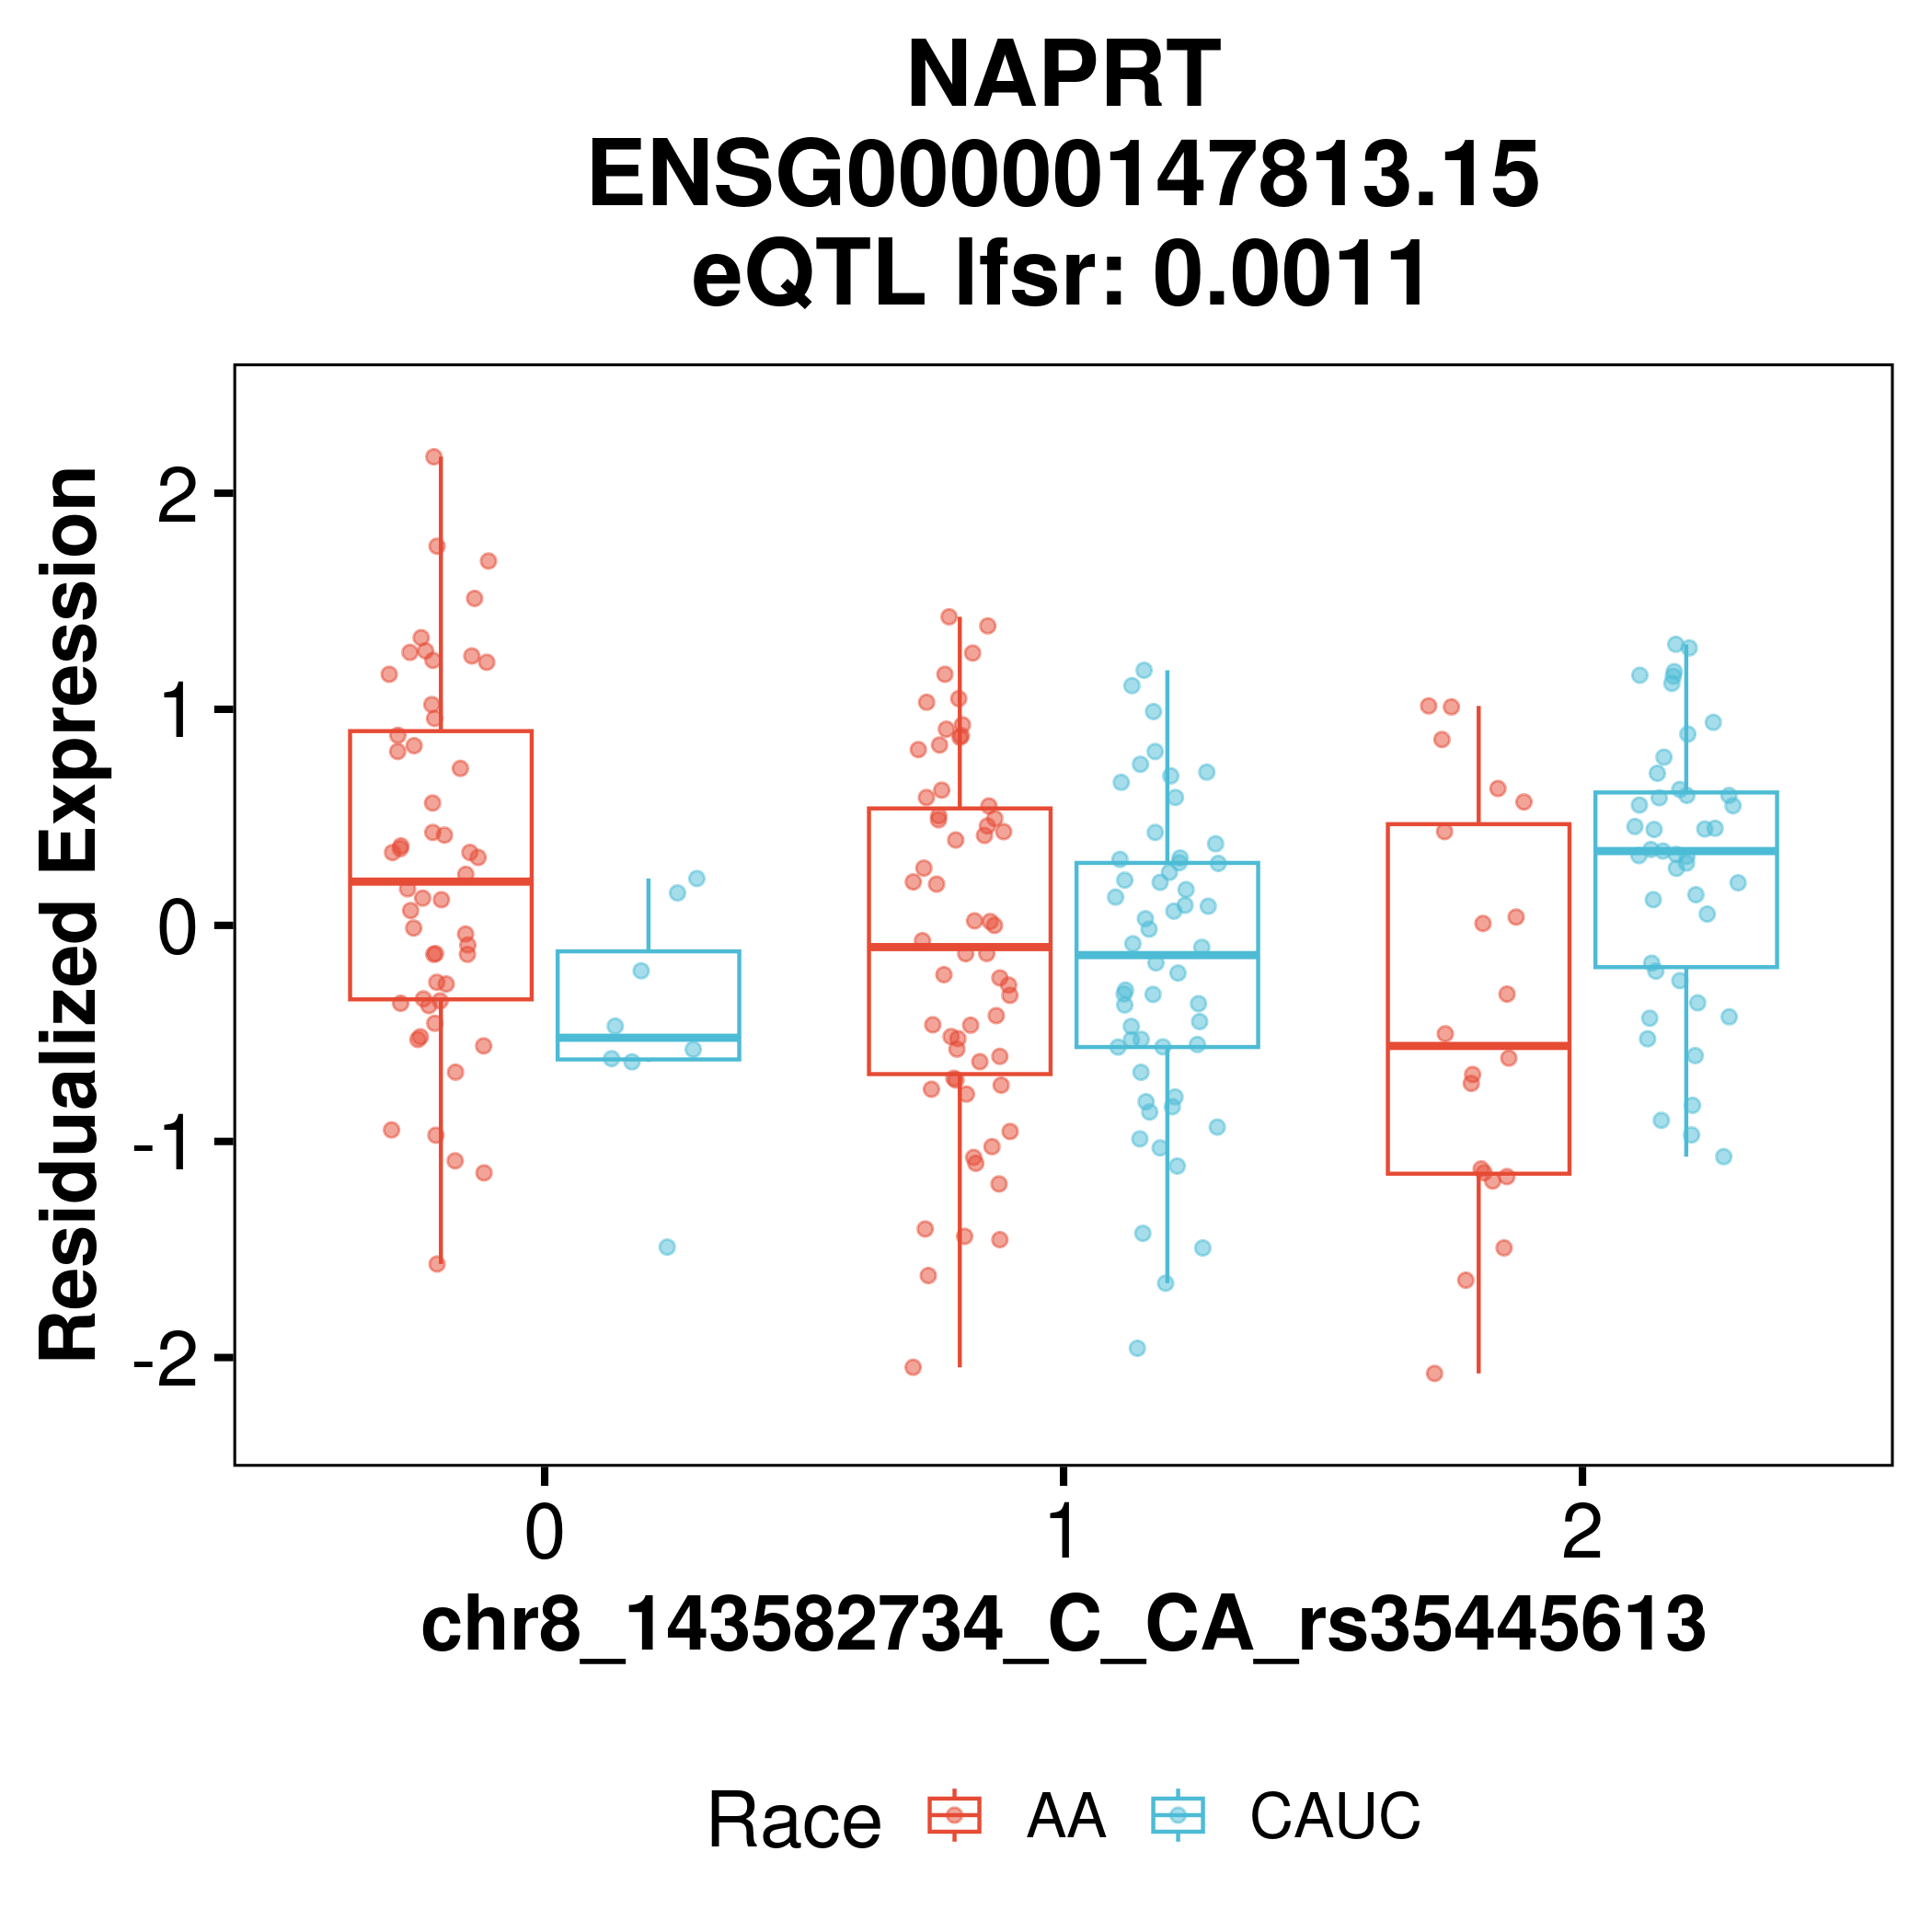 NAPRT
ENSG00000147813.15
eQTL lfsr: 0.0011
Residualized Expression
2
1
0
-1
-2
0 1 2
chr8_143582734_C_CA_rs35445613
Race AA CAUC